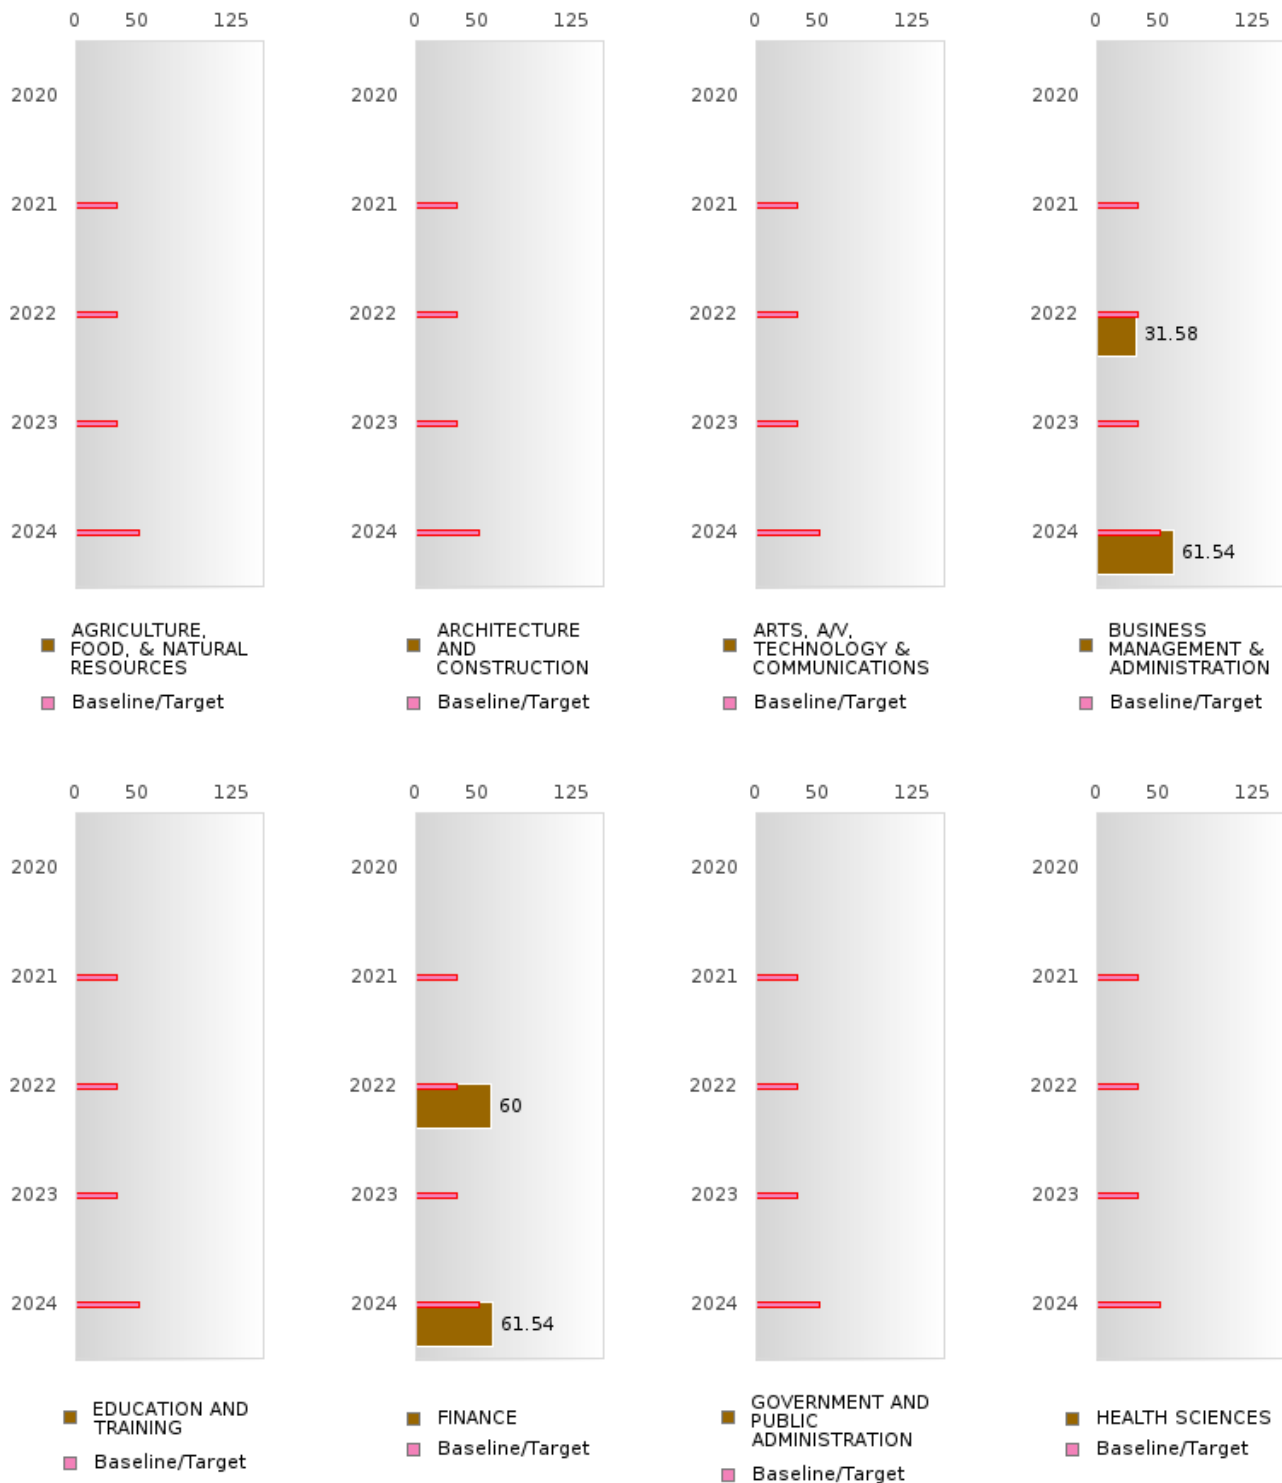 0 50 125
2020
2021
2022
2023
2024
AGRICULTURE,
FOOD, & NATURAL
RESOURCES
Baseline/Target
0 50 125
2020
2021
2022
2023
2024
ARCHITECTURE
AND
CONSTRUCTION
Baseline/Target
0 50 125
2020
2021
2022
2023
2024
ARTS, A/V,
TECHNOLOGY &
COMMUNICATIONS
Baseline/Target
0 50 125
2020
2021
2022
31.58
2023
2024
61.54
BUSINESS
MANAGEMENT &
ADMINISTRATION
Baseline/Target
0 50 125
2020
2021
2022
2023
2024
EDUCATION AND
TRAINING
Baseline/Target
0 50 125
2020
2021
2022
60
2023
2024
61.54
FINANCE
Baseline/Target
0 50 125
2020
2021
2022
2023
2024
GOVERNMENT AND
PUBLIC
ADMINISTRATION
Baseline/Target
0 50 125
2020
2021
2022
2023
2024
HEALTH SCIENCES
Baseline/Target